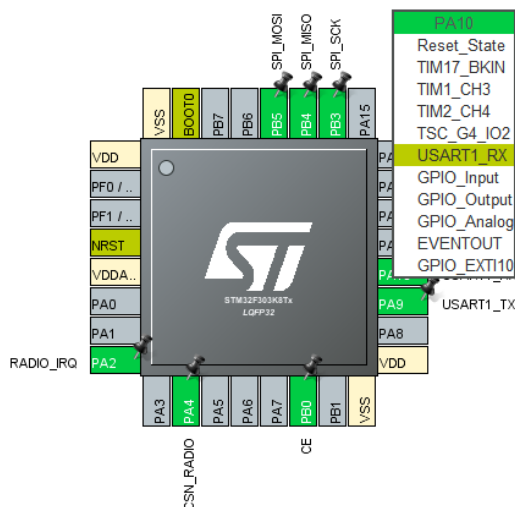 SPI_MOSI
SPI_MISO
SPI_SCK
VSS
BOOT0
PB7
PB6
PB5
PB4
PB3
PA15
PA10
Reset_State
TIM17_BKIN
TIM1_CH3
TIM2_CH4
TSC_G4_IO2
USART1_RX
GPIO_Input
GPIO_Output
GPIO_Analog
EVENTOUT
GPIO_EXTI10
VDD
PF0 / ..
PF1 / ..
NRST
VDDA..
PA0
PA1
RADIO_IRQ PA2
STM32F303K8Tx
LQFP32
PA9 USART1_TX
PA8
VDD
PA3
PA4
PA5
PA6
PA7
PB0
PB1
VSS
CSN_RADIO
CE